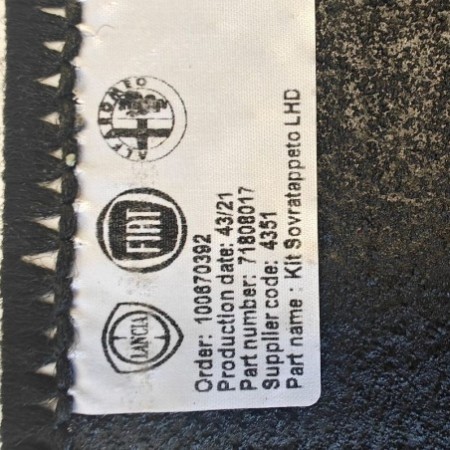 LANCIA
FIAT
ALFA ROMEO
Order: 100670392
Production date: 43/21
Part number: 71808017
Supplier code: 4351
Part name : Kit Sovratappeto LHD